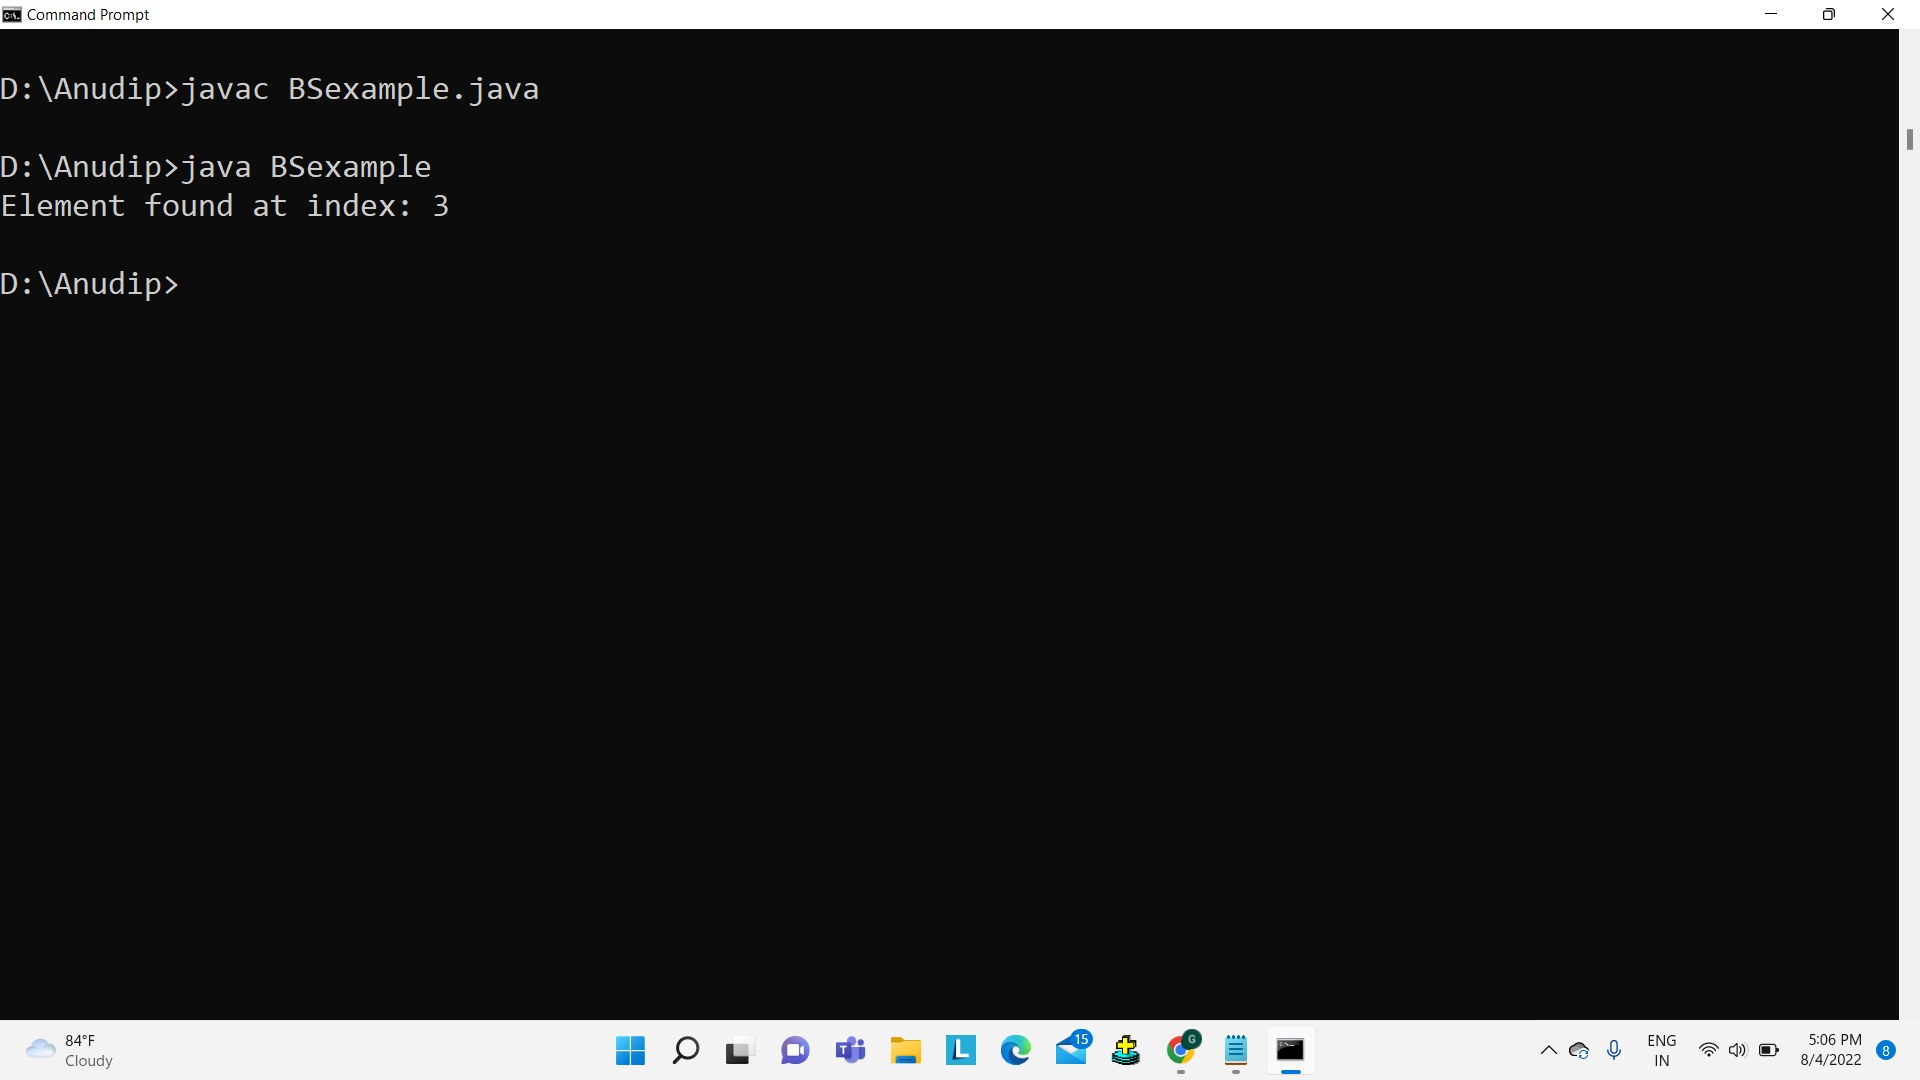 Command Prompt
D:\Anudip>javac BSexample.java
D:\Anudip>java BSexample
Element found at index: 3
D:\Anudip>
84°F
Cloudy
15
G
L
ENG
IN
5:06 PM
8/4/2022
8